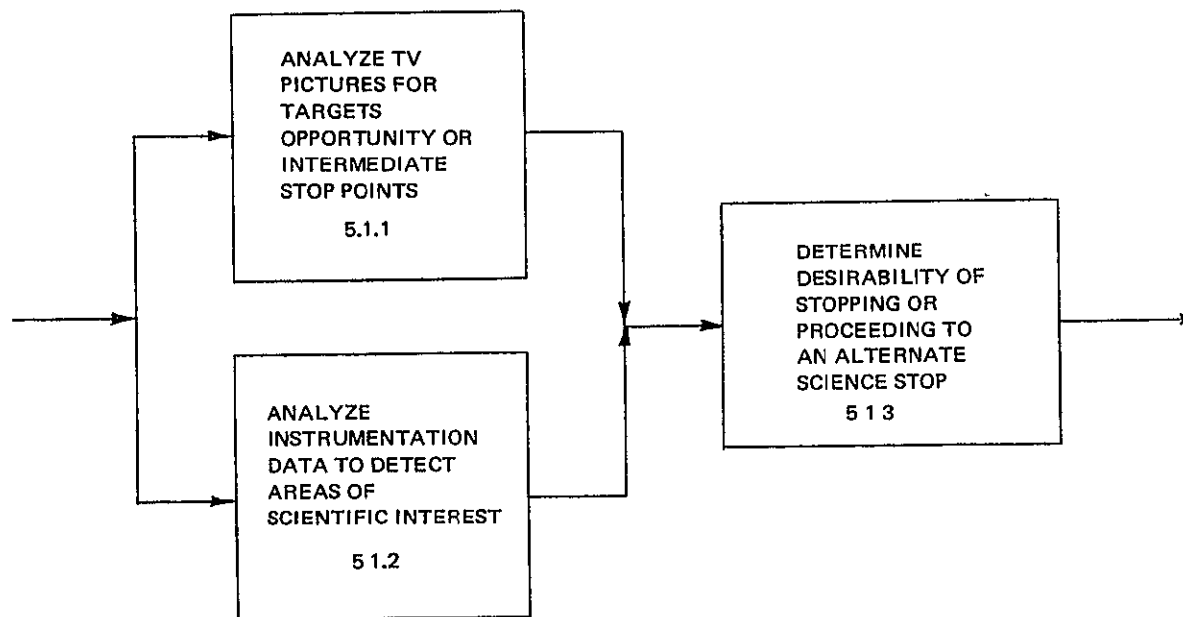 ANALYZE TV
PICTURES FOR
TARGETS
OPPORTUNITY OR
INTERMEDIATE
STOP POINTS
5.1.1
ANALYZE
INSTRUMENTATION
DATA TO DETECT
AREAS OF
SCIENTIFIC INTEREST
5 1.2
DETERMINE
DESIRABILITY OF
STOPPING OR
PROCEEDING TO
AN ALTERNATE
SCIENCE STOP
5 1 3